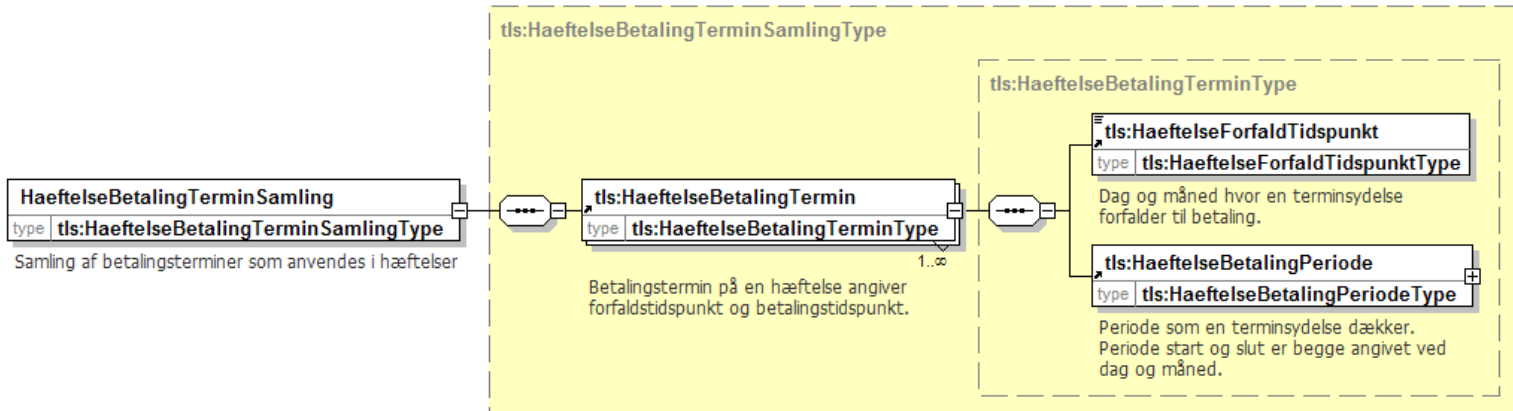 tls:HaeftelseBetalingTerminSamlingType
tls:HaeftelseBetalingTerminType
tls:HaeftelseForfaldTidspunkt
type tls:HaeftelseForfaldTidspunktType
Dag og måned hvor en terminsydelse
forfalder til betaling.
HaeftelseBetalingTerminSamling
type tls:HaeftelseBetalingTerminSamlingType
Samling af betalingsterminer som anvendes i hæftelser
tls:HaeftelseBetalingTermin
type tls:HaeftelseBetalingTerminType
1..∞
Betalingstermin på en hæftelse angiver
forfaldstidspunkt og betalingstidspunkt.
tls:HaeftelseBetalingPeriode
type tls:HaeftelseBetalingPeriodeType
Periode som en terminsydelse dækker.
Periode start og slut er begge angivet ved
dag og måned.